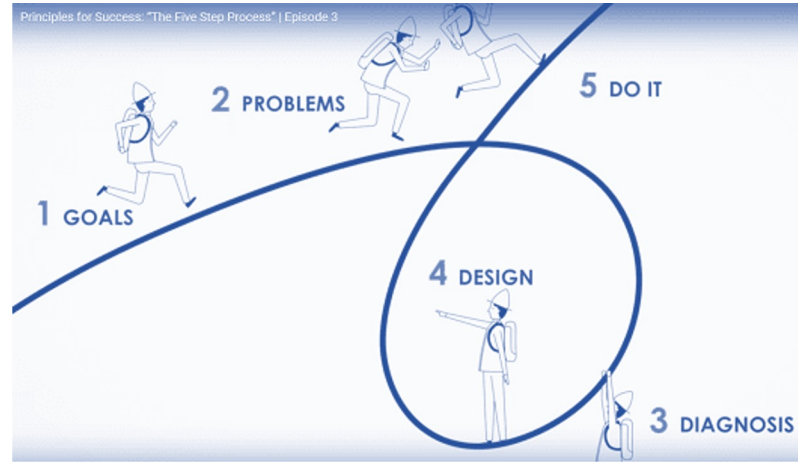 Principles for Success: “The Five Step Process” | Episode 3
1 GOALS
2 PROBLEMS
3 DIAGNOSIS
4 DESIGN
5 DO IT